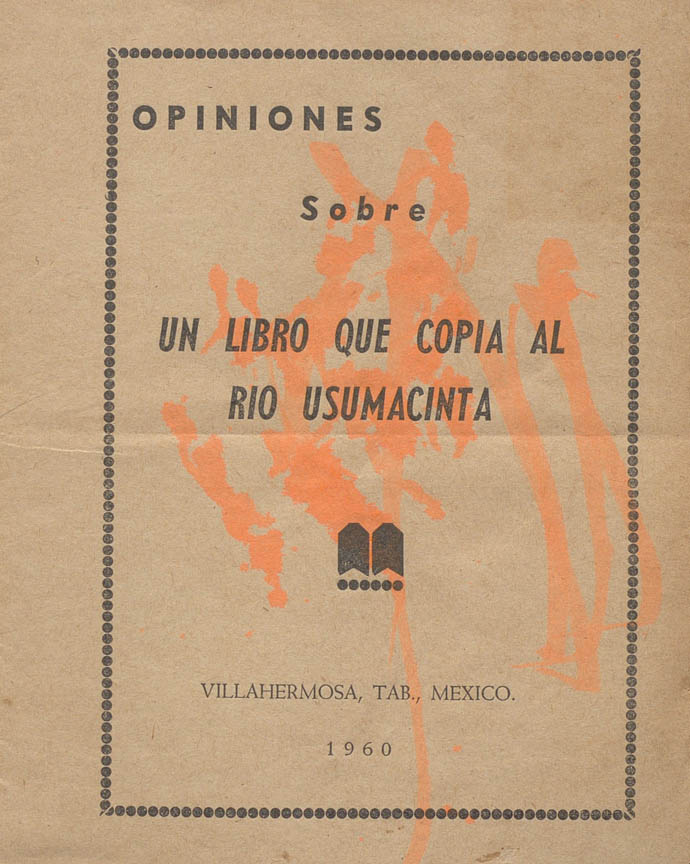 OPINIONES
Sobre
UN LIBRO QUE COPIA AL
RIO USUMACINTA
VILLAHERMOSA, TAB., MEXICO.
1960